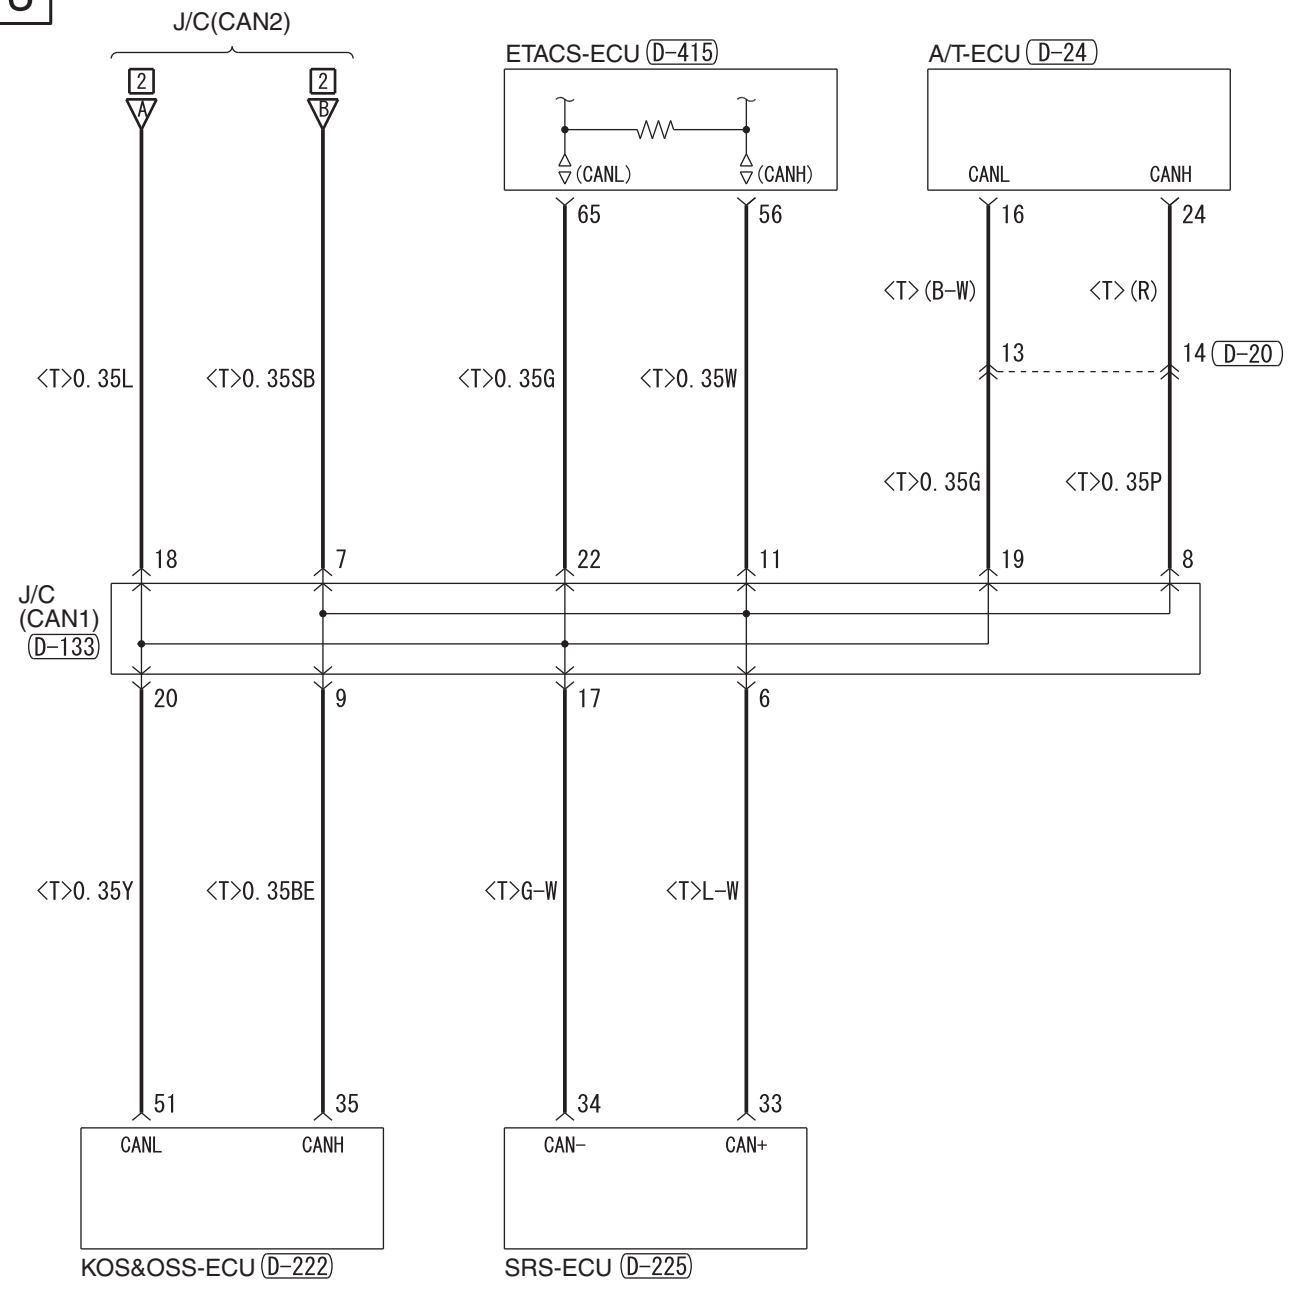 J/C(CAN2)
2 2
A B
ETACS-ECU D-415
(CANL) (CANH)
A/T-ECU D-24
CANL CANH
65 56 16 24
<T>(B-W) <T>(R)
13 14 D-20
<T>0.35L <T>0.35SB <T>0.35G <T>0.35W
<T>0.35G <T>0.35P
18 7 22 11 19 8
J/C
(CAN1)
D-133
20 9 17 6
<T>0.35Y <T>0.35BE <T>G-W <T>L-W
51 35 34 33
CANL CANH CAN- CAN+
KOS&OSS-ECU D-222
SRS-ECU D-225